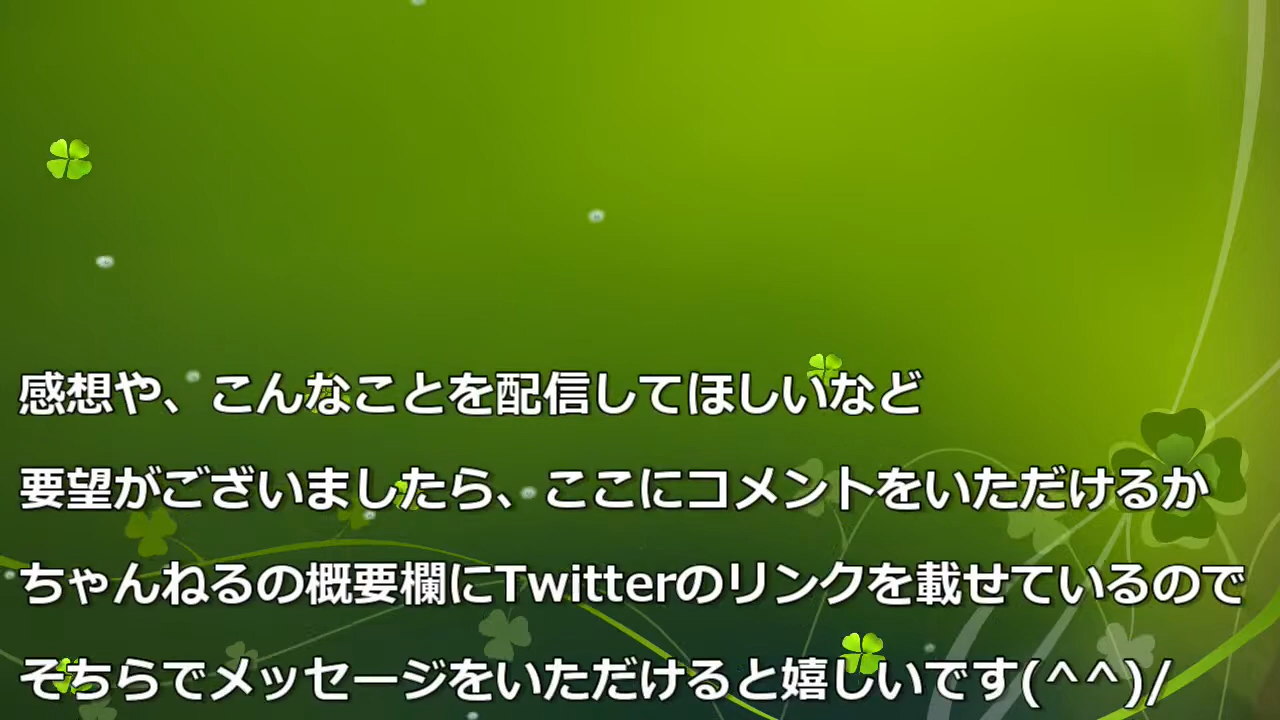 感想や、こんなことを配信してほしいなど
要望がございましたら、ここにコメントをいただけるか
ちゃんねるの概要欄にTwitterのリンクを載せているので
そちらでメッセージをいただけると嬉しいです(^^)/